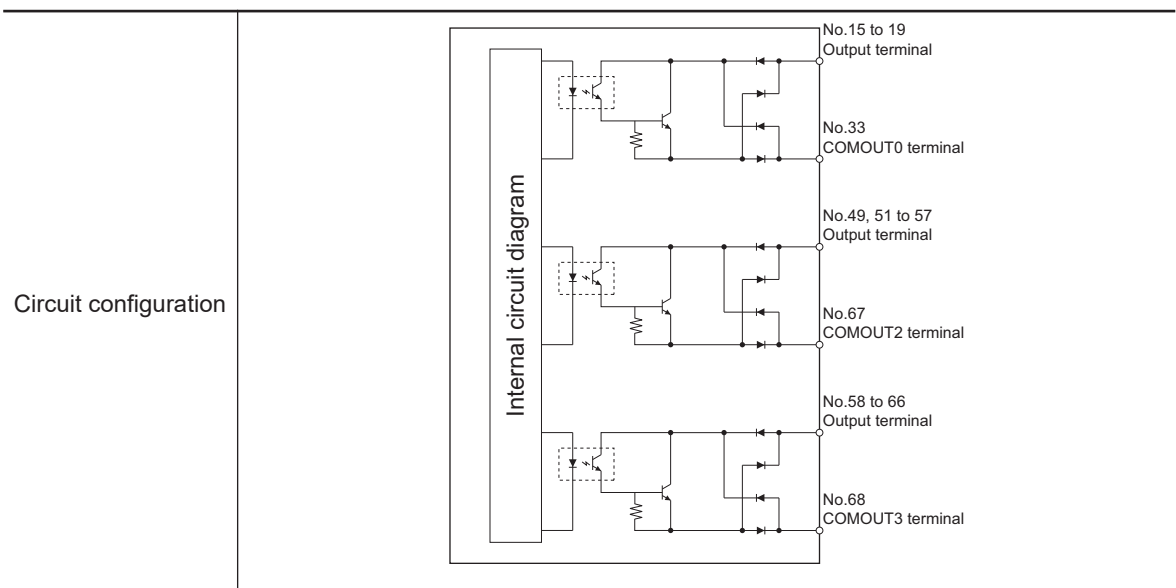 Circuit configuration
Internal circuit diagram
No.15 to 19
Output terminal
No.33
COMOUT0 terminal
No.49, 51 to 57
Output terminal
No.67
COMOUT2 terminal
No.58 to 66
Output terminal
No.68
COMOUT3 terminal